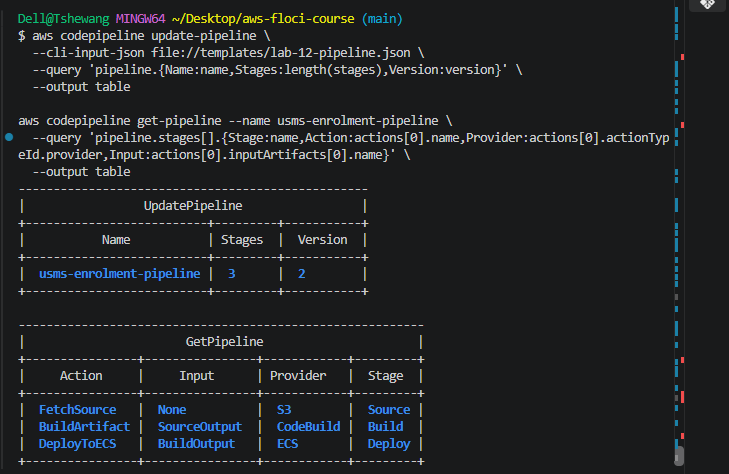 Dell@Tshewang MINGW64 ~/Desktop/aws-floci-course (main)
$ aws codepipeline update-pipeline \
  --cli-input-json file://templates/lab-12-pipeline.json \
  --query 'pipeline.{Name:name,Stages:length(stages),Version:version}' \
  --output table

aws codepipeline get-pipeline --name usms-enrolment-pipeline \
  --query 'pipeline.stages[].{Stage:name,Action:actions[0].name,Provider:actions[0].actionTyp
eId.provider,Input:actions[0].inputArtifacts[0].name}' \
  --output table
-------------------------------------------------
|                UpdatePipeline                 |
+--------------------------+---------+----------+
|           Name           | Stages  | Version  |
+--------------------------+---------+----------+
|  usms-enrolment-pipeline |  3      |  2       |
+--------------------------+---------+----------+

---------------------------------------------------------
|                      GetPipeline                      |
+----------------+---------------+------------+---------+
|     Action     |     Input     | Provider   |  Stage  |
+----------------+---------------+------------+---------+
|  FetchSource   |  None         |  S3        |  Source |
|  BuildArtifact |  SourceOutput |  CodeBuild |  Build  |
|  DeployToECS   |  BuildOutput  |  ECS       |  Deploy |
+----------------+---------------+------------+---------+